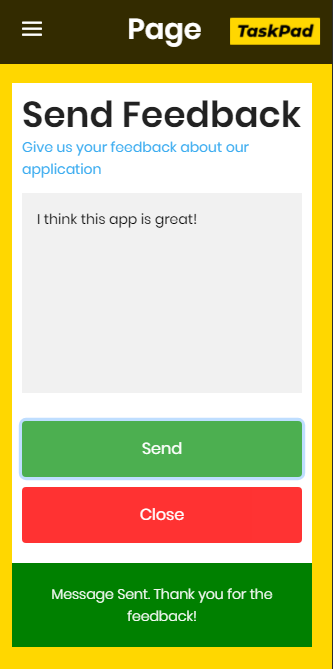 Page
TaskPad
Send Feedback
Give us your feedback about our
application
I think this app is great!
Send
Close
Message Sent. Thank you for the
feedback!